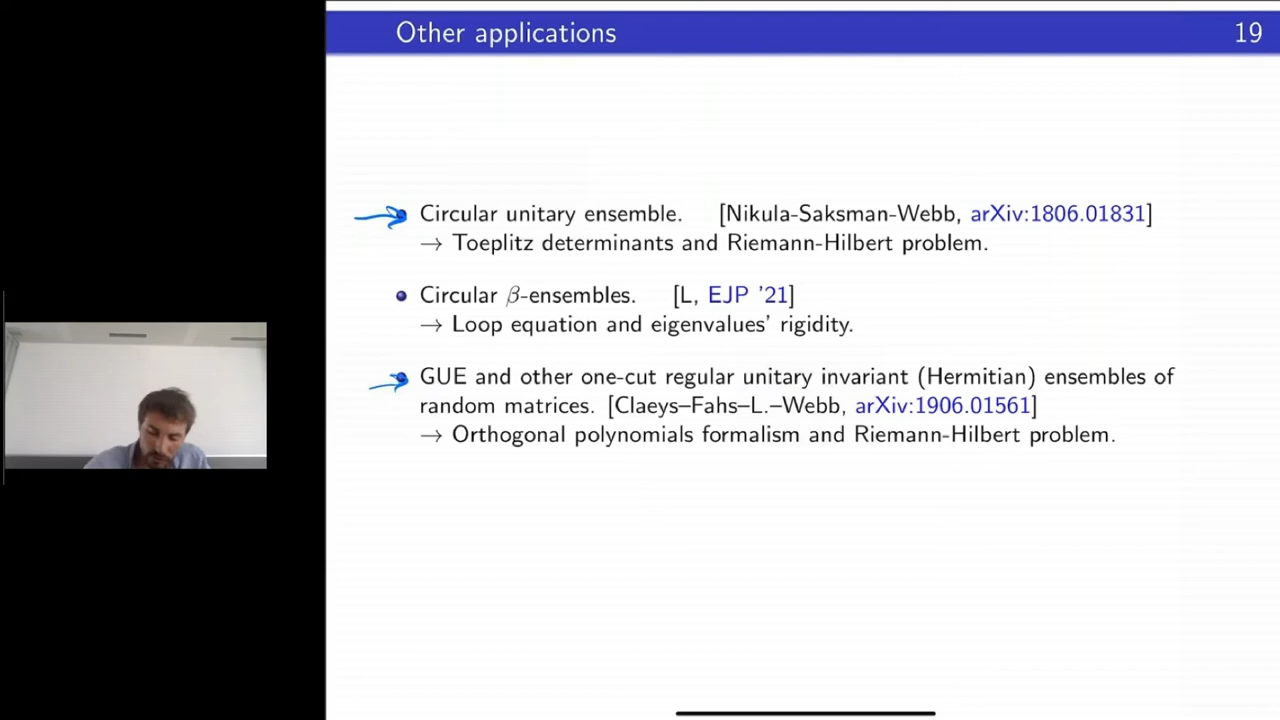 Other applications 19
Circular unitary ensemble. [Nikula-Saksman-Webb, arXiv:1806.01831]
→ Toeplitz determinants and Riemann-Hilbert problem.
Circular β-ensembles. [L, EJP '21]
→ Loop equation and eigenvalues' rigidity.
GUE and other one-cut regular unitary invariant (Hermitian) ensembles of
random matrices. [Claeys–Fahs–L.–Webb, arXiv:1906.01561]
→ Orthogonal polynomials formalism and Riemann-Hilbert problem.